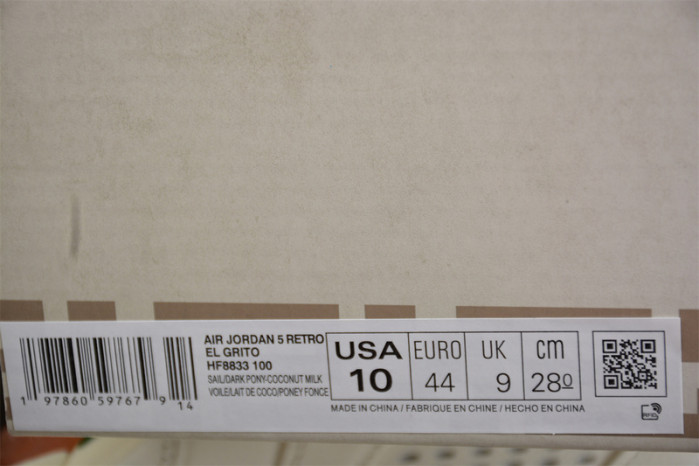 AIR JORDAN 5 RETRO
EL GRITO
HF8833 100
SAIL/DARK PONY-COCONUT MILK
VOILE/LAIT DE COCO/PONEY FONCE
1 97860 59767 9 14
USA EURO UK cm
10 44 9 280
MADE IN CHINA / FABRIQUE EN CHINE / HECHO EN CHINA
RFID